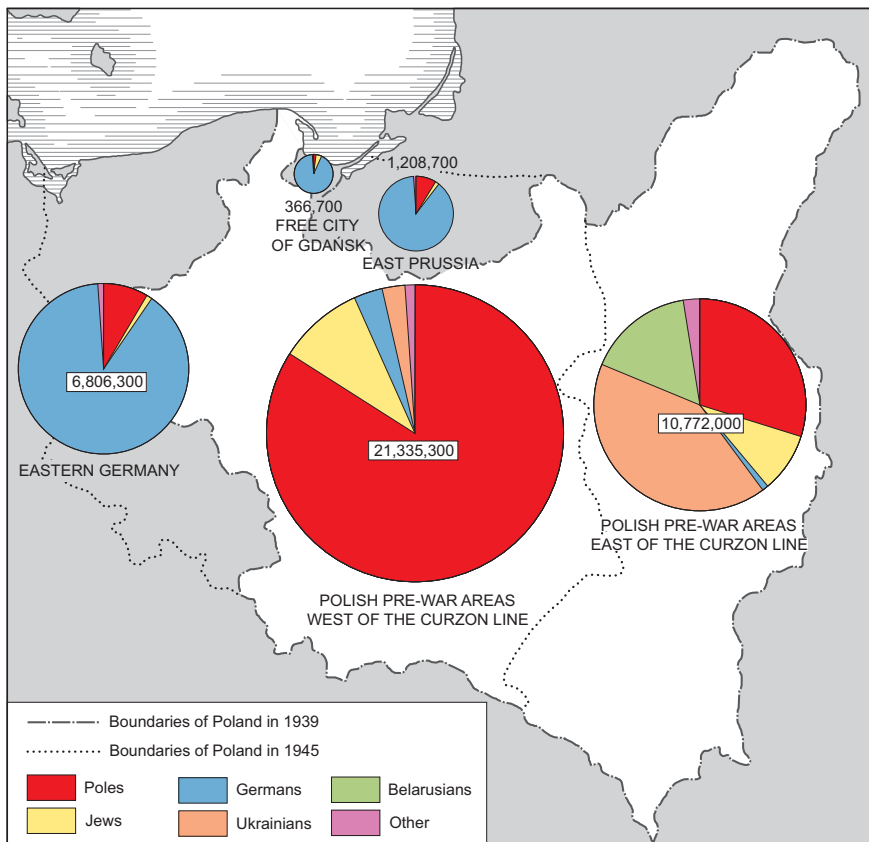 1,208,700
366,700
FREE CITY
OF GDAŃSK
EAST PRUSSIA
6,806,300
EASTERN GERMANY
21,335,300
POLISH PRE-WAR AREAS
WEST OF THE CURZON LINE
10,772,000
POLISH PRE-WAR AREAS
EAST OF THE CURZON LINE
Boundaries of Poland in 1939
Boundaries of Poland in 1945
Poles
Germans
Belarusians
Jews
Ukrainians
Other